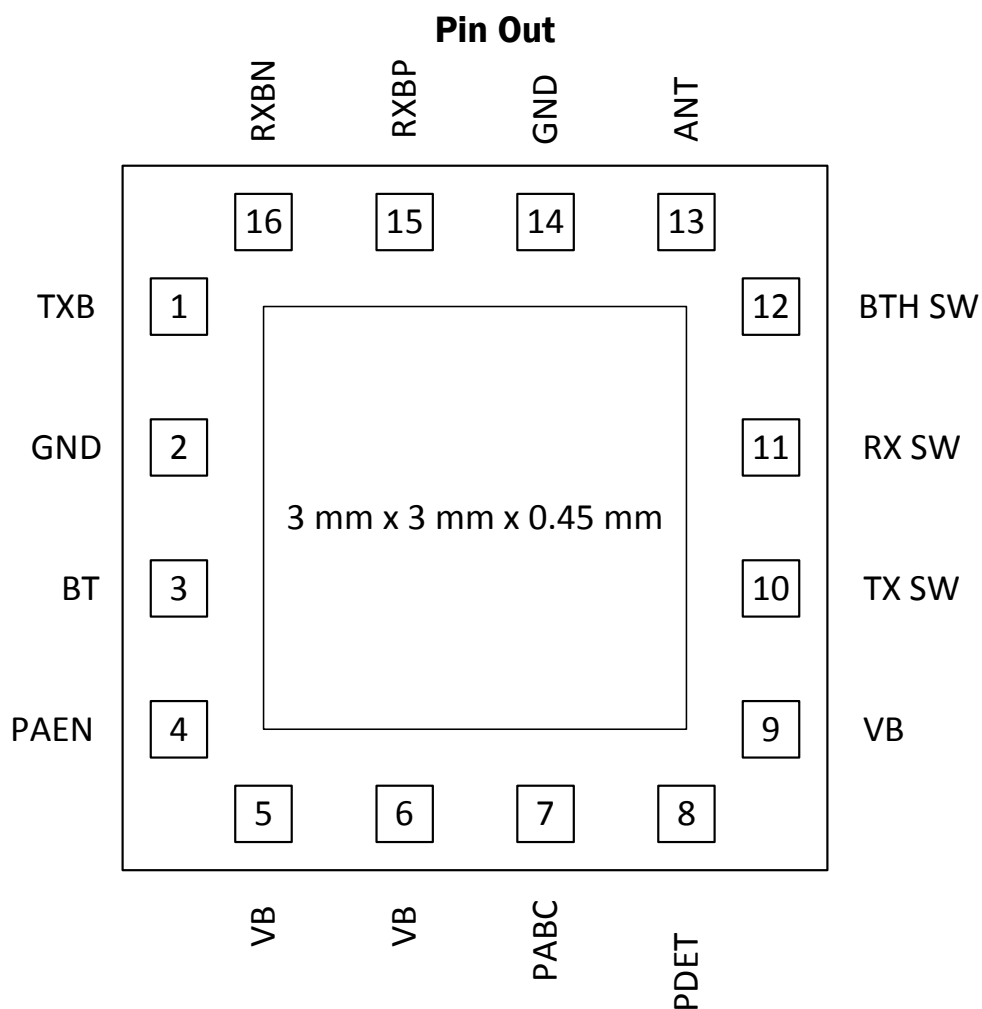 Pin Out
RXBN RXBP GND ANT
16 15 14 13
TXB 1 12 BTH SW
GND 2 11 RX SW
3 mm x 3 mm x 0.45 mm
BT 3 10 TX SW
PAEN 4 9 VB
5 6 7 8
VB VB PABC PDET